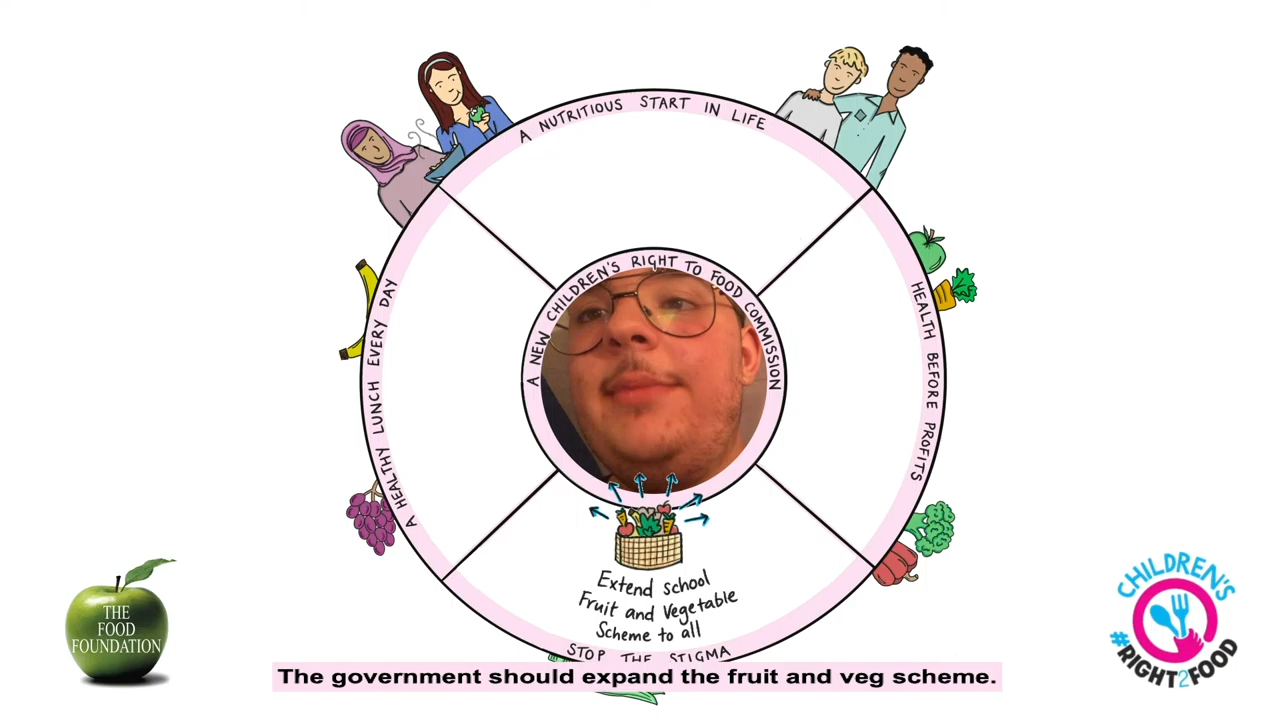 A NUTRITIOUS START IN LIFE
A NEW CHILDREN'S RIGHT TO FOOD COMMISSION
A HEALTHY LUNCH EVERY DAY
HEALTH BEFORE PROFITS
Extend school
Fruit and Vegetable
Scheme to all
STOP THE STIGMA
The government should expand the fruit and veg scheme.
THE
FOOD
FOUNDATION
CHILDREN'S
#RIGHT2FOOD